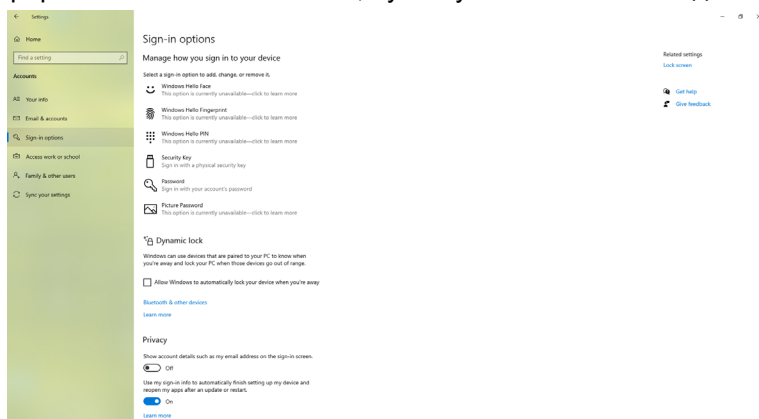 Settings
Home
Find a setting
Accounts
Your info
Email & accounts
Sign-in options
Access work or school
Family & other users
Sync your settings
Sign-in options
Manage how you sign in to your device
Select a sign-in option to add, change, or remove it.
Windows Hello Face
This option is currently unavailable—click to learn more
Windows Hello Fingerprint
This option is currently unavailable—click to learn more
Windows Hello PIN
This option is currently unavailable—click to learn more
Security Key
Sign in with a physical security key
Password
Sign in with your account's password
Picture Password
This option is currently unavailable—click to learn more
Dynamic lock
Windows can use devices that are paired to your PC to know when
you're away and lock your PC when those devices go out of range.
Allow Windows to automatically lock your device when you're away
Bluetooth & other devices
Learn more
Privacy
Show account details such as my email address on the sign-in screen.
Off
Use my sign-in info to automatically finish setting up my device and
reopen my apps after an update or restart.
On
Learn more
Related settings
Lock screen
Get help
Give feedback